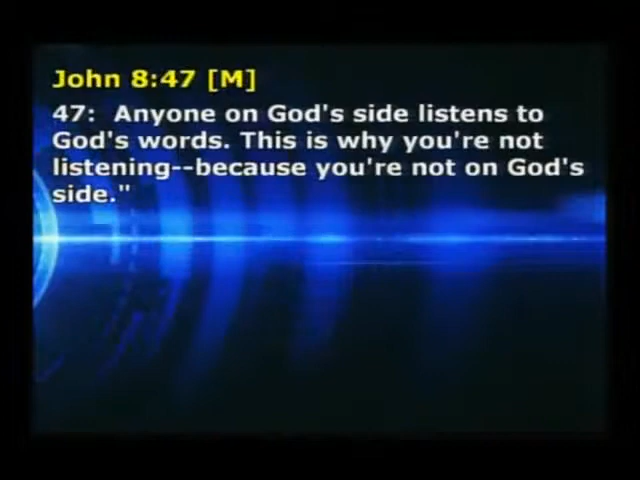 John 8:47 [M]
47:  Anyone on God's side listens to
God's words. This is why you're not
listening--because you're not on God's
side."